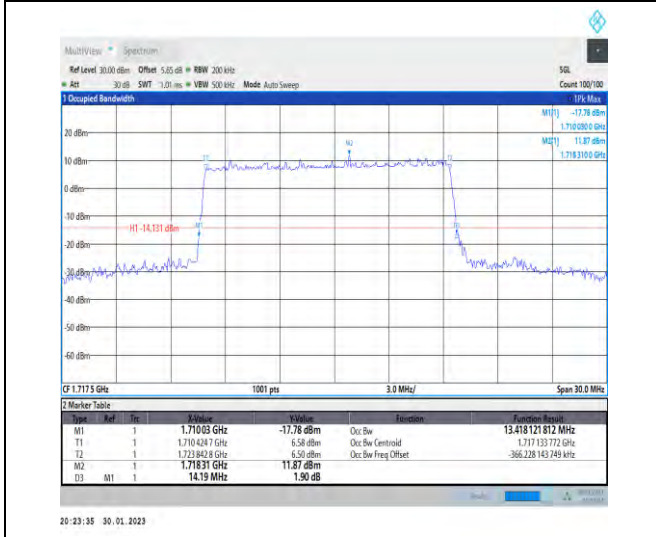 MultiView Spectrum
Ref Level 30.00 dBm Offset 5.85 dB RBW 200 kHz SGL
Att 30 dB SWT 1.01 ms VBW 500 kHz Mode Auto Sweep Count 100/100
1 Occupied Bandwidth 1Pk Max
M1[1] -17.78 dBm
1.710030 0 GHz
M2[1] 11.87 dBm
1.718310 0 GHz
20 dBm
M2
T1
T2
10 dBm
0 dBm
-10 dBm
H1 -14.131 dBm
M1
D3
-20 dBm
-30 dBm
-40 dBm
-50 dBm
-60 dBm
CF 1.7175 GHz 1001 pts 3.0 MHz/ Span 30.0 MHz
2 Marker Table
Type Ref Trc X-Value Y-Value Function Function Result
M1 1 1.71003 GHz -17.78 dBm Occ Bw 13.418 121 812 MHz
T1 1 1.710 424 7 GHz 6.58 dBm Occ Bw Centroid 1.717 133 772 GHz
T2 1 1.723 842 8 GHz 6.50 dBm Occ Bw Freq Offset -366.228 143 749 kHz
M2 1 1.71831 GHz 11.87 dBm
D3 M1 1 14.19 MHz 1.90 dB
20:23:35 30.01.2023